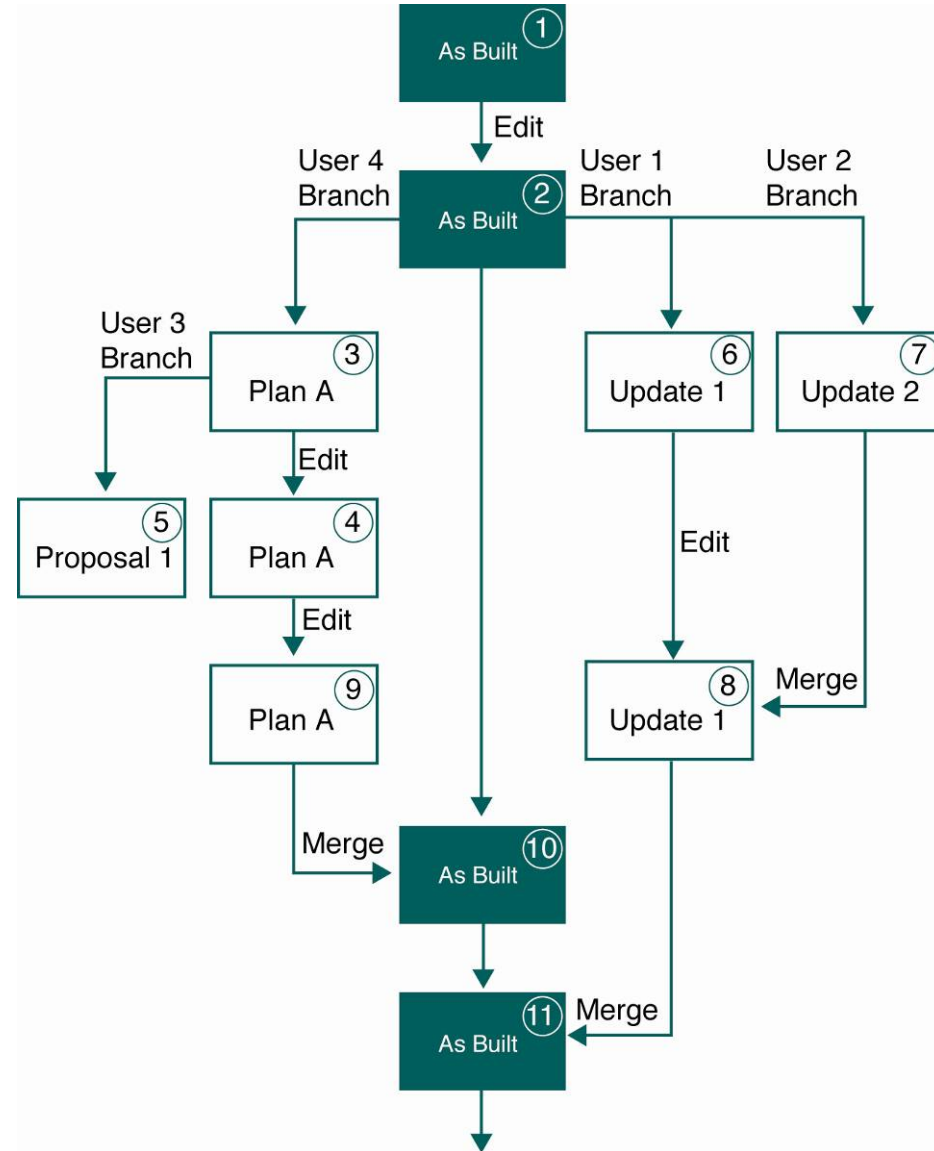 1
As Built
Edit
User 4
Branch
User 1
Branch
User 2
Branch
2
As Built
User 3
Branch
3
Plan A
6
Update 1
7
Update 2
Edit
5
Proposal 1
4
Plan A
Edit
Edit
9
Plan A
8
Update 1
Merge
Merge
10
As Built
11
As Built
Merge